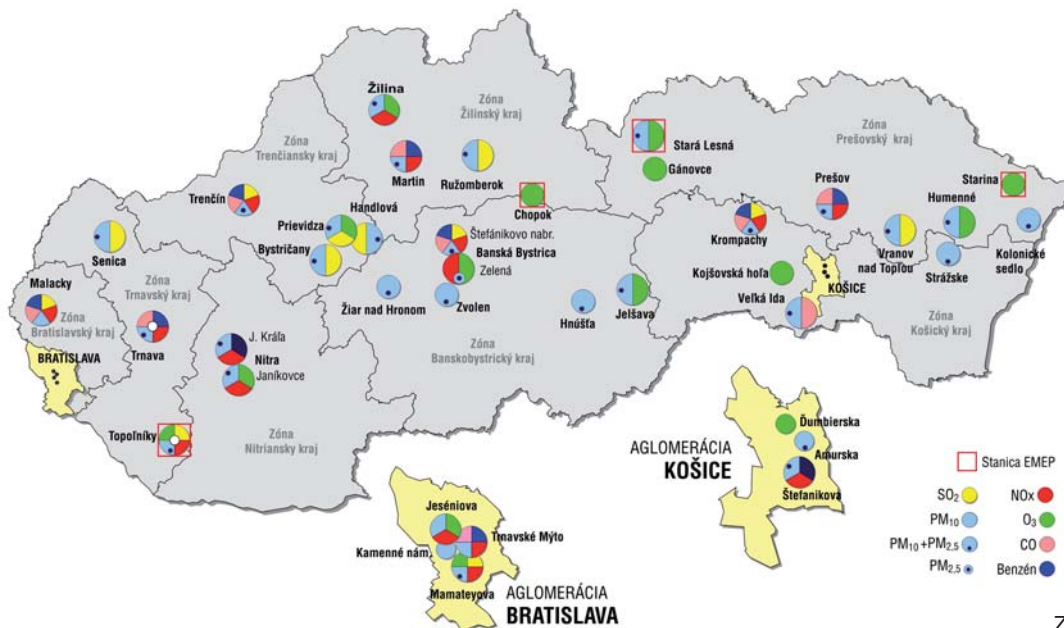 Žilina
Zóna
Žilinský kraj
Zóna
Trenčiansky kraj
Martin
Ružomberok
Stará Lesná
Gánovce
Zóna
Prešovský kraj
Chopok
Prešov
Starina
Humenné
Trenčín
Handlová
Prievidza
Bystričany
Štefánikovo nabr.
Banská Bystrica
Zelená
Krompachy
Vranov
nad Topľou
Kolonické
sedlo
Strážske
Senica
Malacky
Zóna
Bratislavský kraj
Zóna
Trnavský kraj
Trnava
BRATISLAVA
Žiar nad Hronom
Zvolen
Hnúšťa
Jelšava
Kojšovská hoľa
KOŠICE
Veľká Ida
Zóna
Košický kraj
J. Kráľa
Nitra
Janíkovce
Zóna
Banskobystrický kraj
Topoľníky
Zóna
Nitriansky kraj
AGLOMERÁCIA
KOŠICE
Ďumbierska
Amurska
Štefanikova
Jeséniova
Trnavské Mýto
Kamenné nám.
Mamateyova
AGLOMERÁCIA
BRATISLAVA
Stanica EMEP
SO₂
NOx
PM₁₀
O₃
PM₁₀+PM₂,₅
CO
PM₂,₅
Benzén